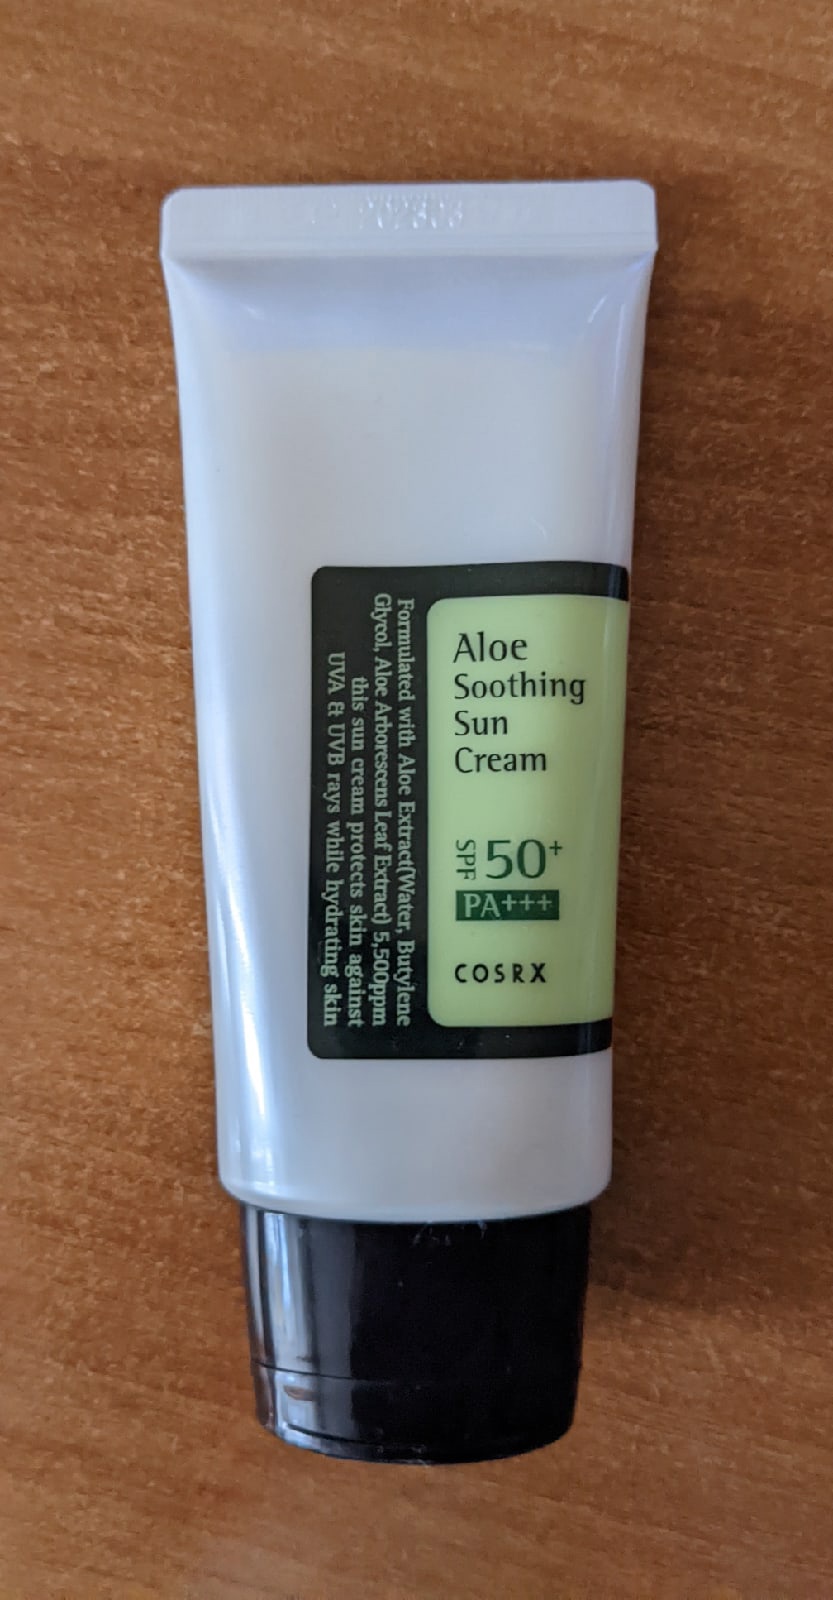 202303
Aloe
Soothing
Sun
Cream
SPF 50+
PA+++
COSRX
Formulated with Aloe Extract(Water, Butylene
Glycol, Aloe Arborescens Leaf Extract) 5,500ppm
this sun cream protects skin against
UVA & UVB rays while hydrating skin